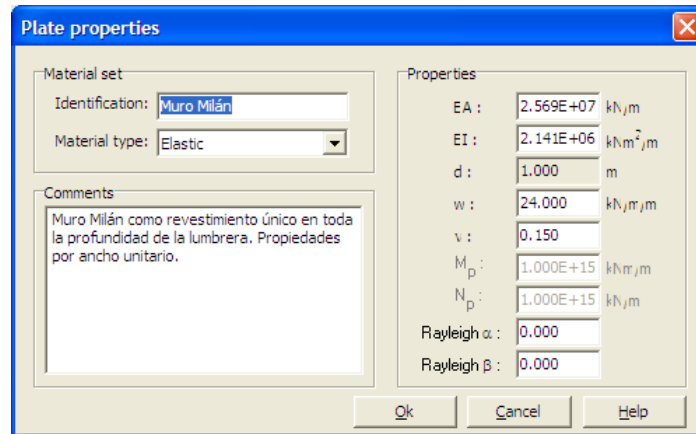 Plate properties
Material set
Identification: Muro Milán
Material type: Elastic
Comments
Muro Milán como revestimiento único en toda
la profundidad de la lumbrera. Propiedades
por ancho unitario.
Properties
EA : 2.569E+07 kN/m
EI : 2.141E+06 kNm²/m
d : 1.000 m
w : 24.000 kN/m/m
ν : 0.150
Mp : 1.000E+15 kNm/m
Np : 1.000E+15 kN/m
Rayleigh α : 0.000
Rayleigh β : 0.000
Ok Cancel Help